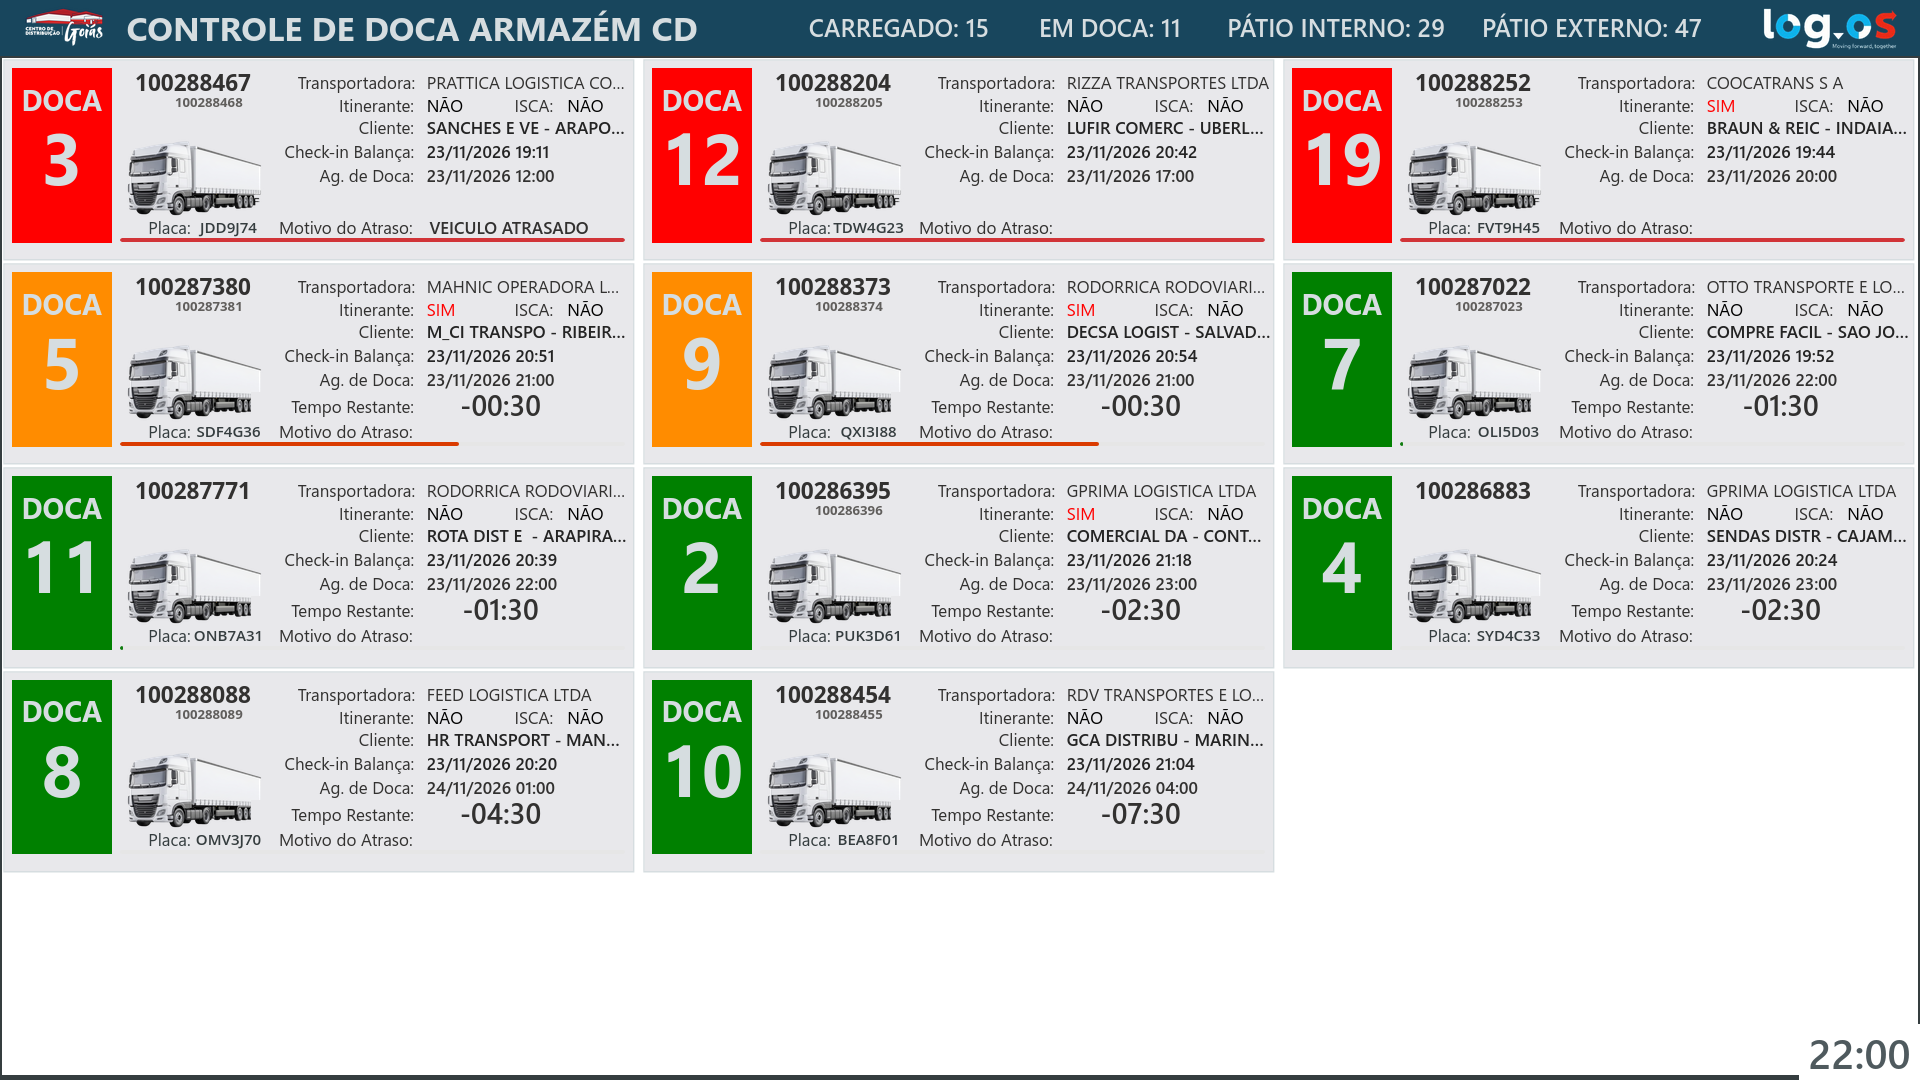 CENTRO DE DISTRIBUIÇÃO Goiás
CONTROLE DE DOCA ARMAZÉM CD
CARREGADO: 15
EM DOCA: 11
PÁTIO INTERNO: 29
PÁTIO EXTERNO: 47
log.os
Moving forward, together
DOCA
3
100288467
100288468
Transportadora: PRATTICA LOGISTICA CO...
Itinerante: NÃO ISCA: NÃO
Cliente: SANCHES E VE - ARAPO...
Check-in Balança: 23/11/2026 19:11
Ag. de Doca: 23/11/2026 12:00
Placa: JDD9J74 Motivo do Atraso: VEICULO ATRASADO
DOCA
12
100288204
100288205
Transportadora: RIZZA TRANSPORTES LTDA
Itinerante: NÃO ISCA: NÃO
Cliente: LUFIR COMERC - UBERL...
Check-in Balança: 23/11/2026 20:42
Ag. de Doca: 23/11/2026 17:00
Placa: TDW4G23 Motivo do Atraso:
DOCA
19
100288252
100288253
Transportadora: COOCATRANS S A
Itinerante: SIM ISCA: NÃO
Cliente: BRAUN & REIC - INDAIA...
Check-in Balança: 23/11/2026 19:44
Ag. de Doca: 23/11/2026 20:00
Placa: FVT9H45 Motivo do Atraso:
DOCA
5
100287380
100287381
Transportadora: MAHNIC OPERADORA L...
Itinerante: SIM ISCA: NÃO
Cliente: M_CI TRANSPO - RIBEIR...
Check-in Balança: 23/11/2026 20:51
Ag. de Doca: 23/11/2026 21:00
Tempo Restante: -00:30
Placa: SDF4G36 Motivo do Atraso:
DOCA
9
100288373
100288374
Transportadora: RODORRICA RODOVIARI...
Itinerante: SIM ISCA: NÃO
Cliente: DECSA LOGIST - SALVAD...
Check-in Balança: 23/11/2026 20:54
Ag. de Doca: 23/11/2026 21:00
Tempo Restante: -00:30
Placa: QXI3I88 Motivo do Atraso:
DOCA
7
100287022
100287023
Transportadora: OTTO TRANSPORTE E LO...
Itinerante: NÃO ISCA: NÃO
Cliente: COMPRE FACIL - SAO JO...
Check-in Balança: 23/11/2026 19:52
Ag. de Doca: 23/11/2026 22:00
Tempo Restante: -01:30
Placa: OLI5D03 Motivo do Atraso:
DOCA
11
100287771
Transportadora: RODORRICA RODOVIARI...
Itinerante: NÃO ISCA: NÃO
Cliente: ROTA DIST E  - ARAPIRA...
Check-in Balança: 23/11/2026 20:39
Ag. de Doca: 23/11/2026 22:00
Tempo Restante: -01:30
Placa: ONB7A31 Motivo do Atraso:
DOCA
2
100286395
100286396
Transportadora: GPRIMA LOGISTICA LTDA
Itinerante: SIM ISCA: NÃO
Cliente: COMERCIAL DA - CONT...
Check-in Balança: 23/11/2026 21:18
Ag. de Doca: 23/11/2026 23:00
Tempo Restante: -02:30
Placa: PUK3D61 Motivo do Atraso:
DOCA
4
100286883
Transportadora: GPRIMA LOGISTICA LTDA
Itinerante: NÃO ISCA: NÃO
Cliente: SENDAS DISTR - CAJAM...
Check-in Balança: 23/11/2026 20:24
Ag. de Doca: 23/11/2026 23:00
Tempo Restante: -02:30
Placa: SYD4C33 Motivo do Atraso:
DOCA
8
100288088
100288089
Transportadora: FEED LOGISTICA LTDA
Itinerante: NÃO ISCA: NÃO
Cliente: HR TRANSPORT - MAN...
Check-in Balança: 23/11/2026 20:20
Ag. de Doca: 24/11/2026 01:00
Tempo Restante: -04:30
Placa: OMV3J70 Motivo do Atraso:
DOCA
10
100288454
100288455
Transportadora: RDV TRANSPORTES E LO...
Itinerante: NÃO ISCA: NÃO
Cliente: GCA DISTRIBU - MARIN...
Check-in Balança: 23/11/2026 21:04
Ag. de Doca: 24/11/2026 04:00
Tempo Restante: -07:30
Placa: BEA8F01 Motivo do Atraso:
22:00